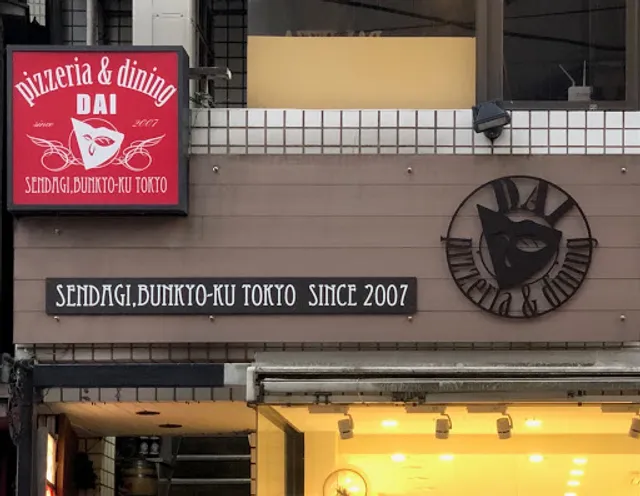 pizzeria & dining
DAI
since 2007
SENDAGI,BUNKYO-KU TOKYO
DAI
pizzeria & dining
SENDAGI,BUNKYO-KU TOKYO SINCE 2007